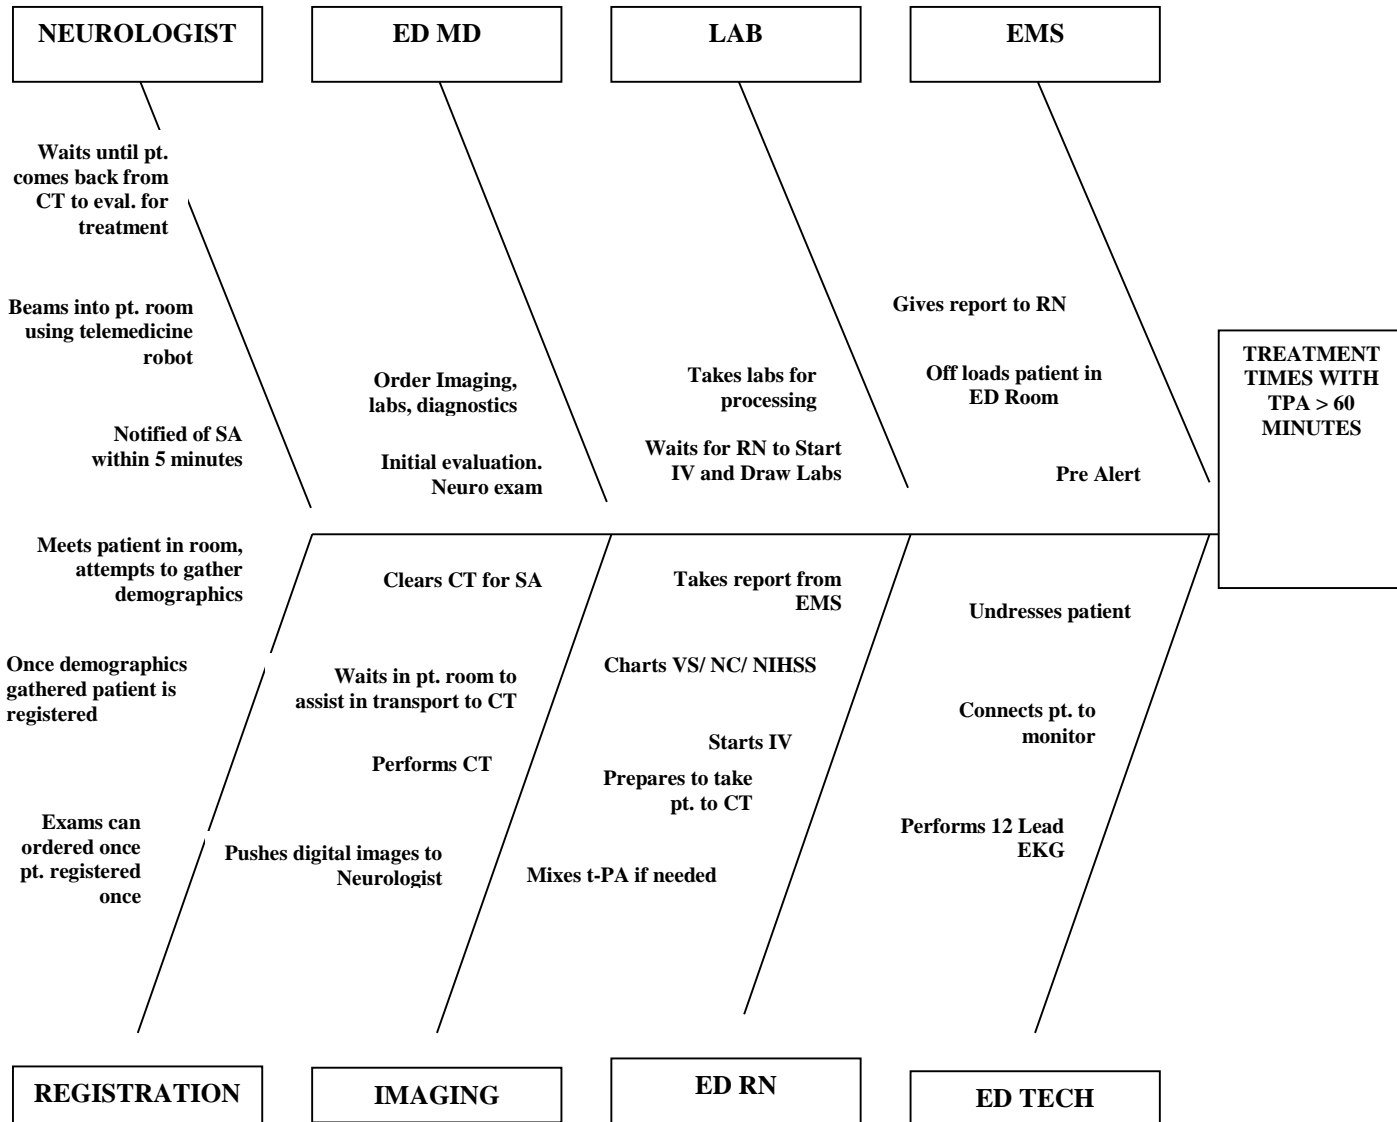 NEUROLOGIST
ED MD
LAB
EMS
Waits until pt.
comes back from
CT to eval. for
treatment
Beams into pt. room
using telemedicine
robot
Notified of SA
within 5 minutes
Order Imaging,
labs, diagnostics
Initial evaluation.
Neuro exam
Takes labs for
processing
Waits for RN to Start
IV and Draw Labs
Gives report to RN
Off loads patient in
ED Room
Pre Alert
TREATMENT
TIMES WITH
TPA > 60
MINUTES
Meets patient in room,
attempts to gather
demographics
Once demographics
gathered patient is
registered
Exams can
ordered once
pt. registered
once
Clears CT for SA
Waits in pt. room to
assist in transport to CT
Performs CT
Pushes digital images to
Neurologist
Takes report from
EMS
Charts VS/ NC/ NIHSS
Starts IV
Prepares to take
pt. to CT
Mixes t-PA if needed
Undresses patient
Connects pt. to
monitor
Performs 12 Lead
EKG
REGISTRATION
IMAGING
ED RN
ED TECH